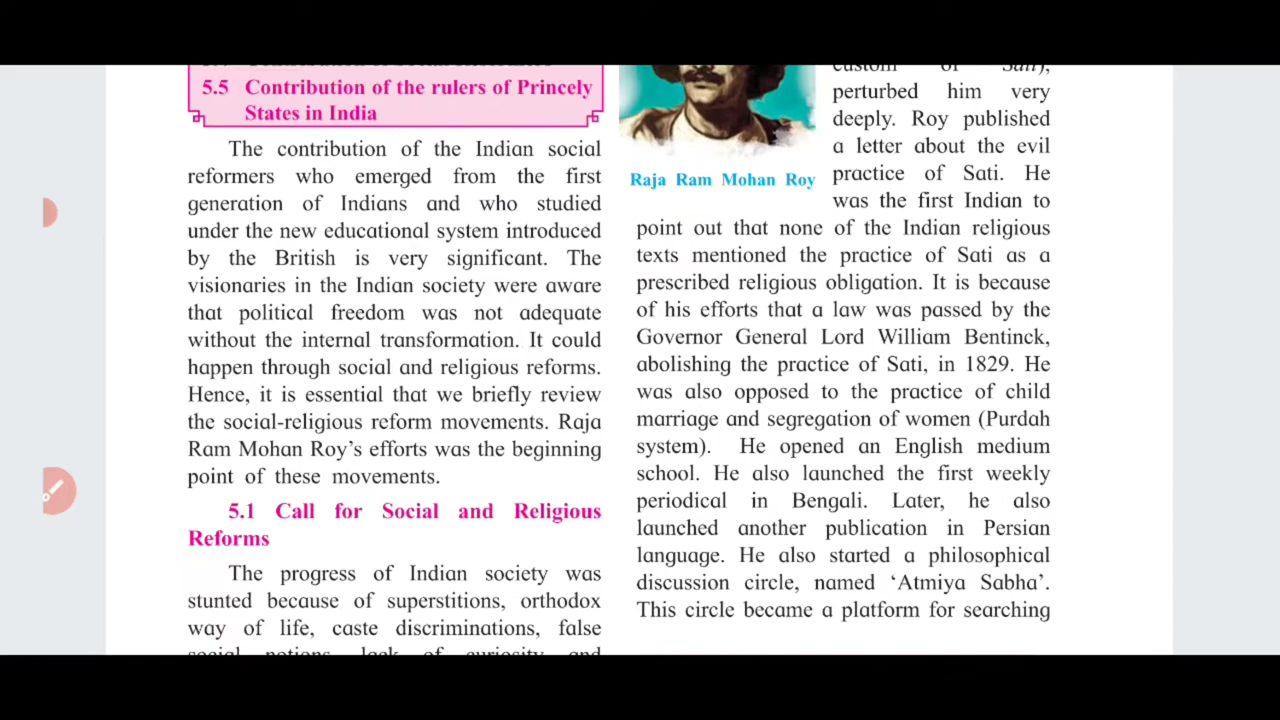 5.5 Contribution of the rulers of Princely
States in India
The contribution of the Indian social
reformers who emerged from the first
generation of Indians and who studied
under the new educational system introduced
by the British is very significant. The
visionaries in the Indian society were aware
that political freedom was not adequate
without the internal transformation. It could
happen through social and religious reforms.
Hence, it is essential that we briefly review
the social-religious reform movements. Raja
Ram Mohan Roy's efforts was the beginning
point of these movements.
5.1 Call for Social and Religious
Reforms
The progress of Indian society was
stunted because of superstitions, orthodox
way of life, caste discriminations, false
social notions, lack of curiosity and
Raja Ram Mohan Roy
custom of Sati),
perturbed him very
deeply. Roy published
a letter about the evil
practice of Sati. He
was the first Indian to
point out that none of the Indian religious
texts mentioned the practice of Sati as a
prescribed religious obligation. It is because
of his efforts that a law was passed by the
Governor General Lord William Bentinck,
abolishing the practice of Sati, in 1829. He
was also opposed to the practice of child
marriage and segregation of women (Purdah
system). He opened an English medium
school. He also launched the first weekly
periodical in Bengali. Later, he also
launched another publication in Persian
language. He also started a philosophical
discussion circle, named 'Atmiya Sabha'.
This circle became a platform for searching